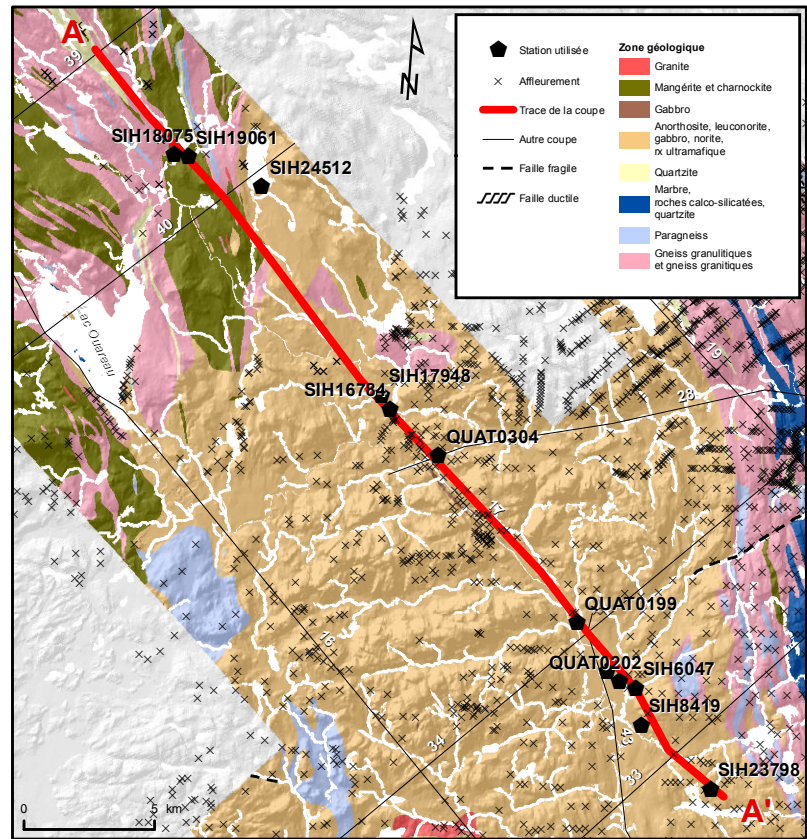 A
39
SIH18075
SIH19061
SIH24512
40
Lac Ouareau
N
Station utilisée
Affleurement
Trace de la coupe
Autre coupe
Faille fragile
Faille ductile
Zone géologique
Granite
Mangérite et charnockite
Gabbro
Anorthosite, leuconorite,
gabbro, norite,
rx ultramafique
Quartzite
Marbre,
roches calco-silicatées,
quartzite
Paragneiss
Gneiss granulitiques
et gneiss granitiques
19
28
SIH16784
SIH17948
QUAT0304
17
QUAT0199
16
QUAT0202
SIH6047
SIH8419
34
43
33
SIH23798
A'
0 5 km